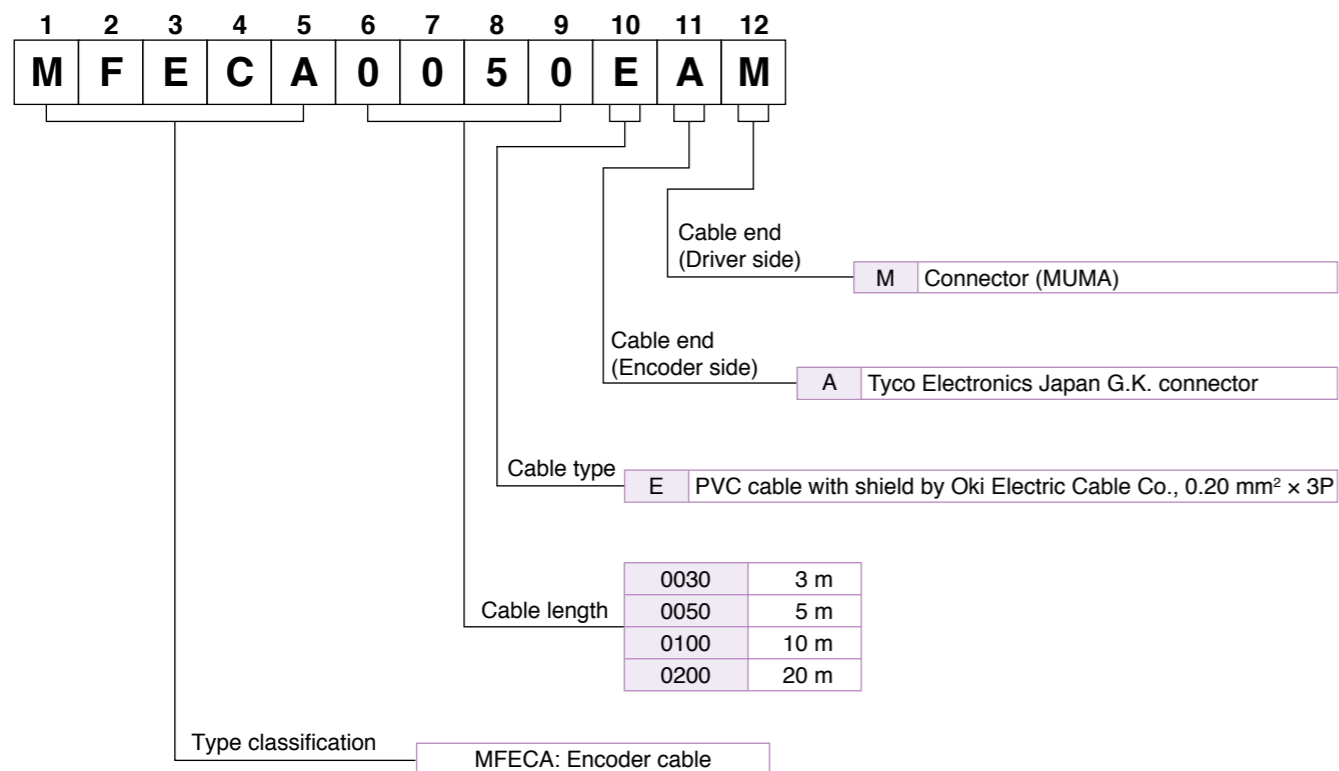 1 2 3 4 5 6 7 8 9 10 11 12
M F E C A 0 0 5 0 E A M
Cable end
(Driver side)
M Connector (MUMA)
Cable end
(Encoder side)
A Tyco Electronics Japan G.K. connector
Cable type
E PVC cable with shield by Oki Electric Cable Co., 0.20 mm² × 3P
Cable length
0030 3 m
0050 5 m
0100 10 m
0200 20 m
Type classification
MFECA: Encoder cable